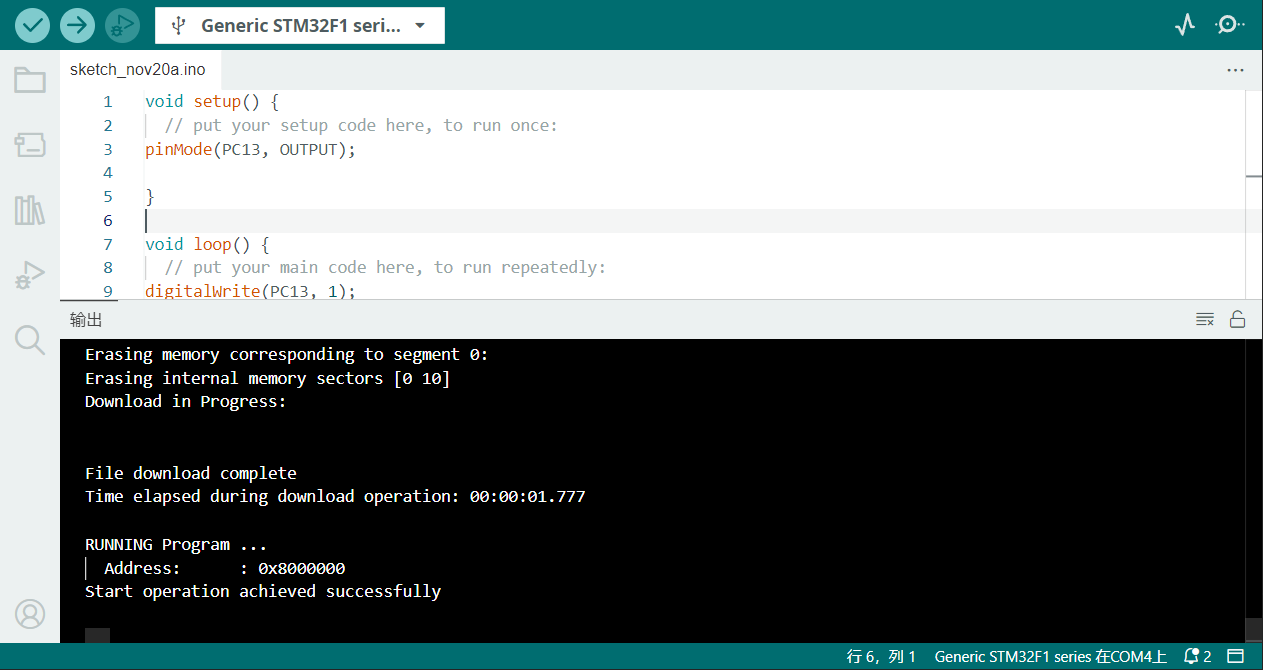 Generic STM32F1 seri...
sketch_nov20a.ino
1 void setup() {
2 // put your setup code here, to run once:
3 pinMode(PC13, OUTPUT);
4
5 }
6
7 void loop() {
8 // put your main code here, to run repeatedly:
9 digitalWrite(PC13, 1);
输出
Erasing memory corresponding to segment 0:
Erasing internal memory sectors [0 10]
Download in Progress:
File download complete
Time elapsed during download operation: 00:00:01.777
RUNNING Program ...
Address: : 0x8000000
Start operation achieved successfully
行 6，列 1 Generic STM32F1 series 在COM4上 2